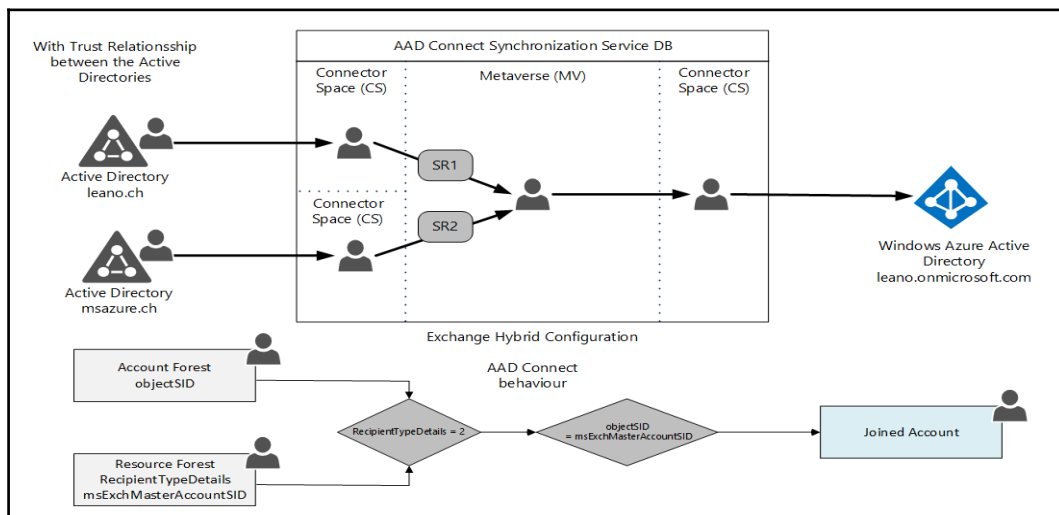 With Trust Relationsship
between the Active
Directories
AAD Connect Synchronization Service DB
Connector
Space (CS)
Metaverse (MV)
Connector
Space (CS)
SR1
Active Directory
leano.ch
Connector
Space (CS)
SR2
Active Directory
msazure.ch
Windows Azure Active
Directory
leano.onmicrosoft.com
Exchange Hybrid Configuration
Account Forest
objectSID
AAD Connect
behaviour
RecipientTypeDetails = 2
objectSID
= msExchMasterAccountSID
Joined Account
Resource Forest
RecipientTypeDetails
msExchMasterAccountSID